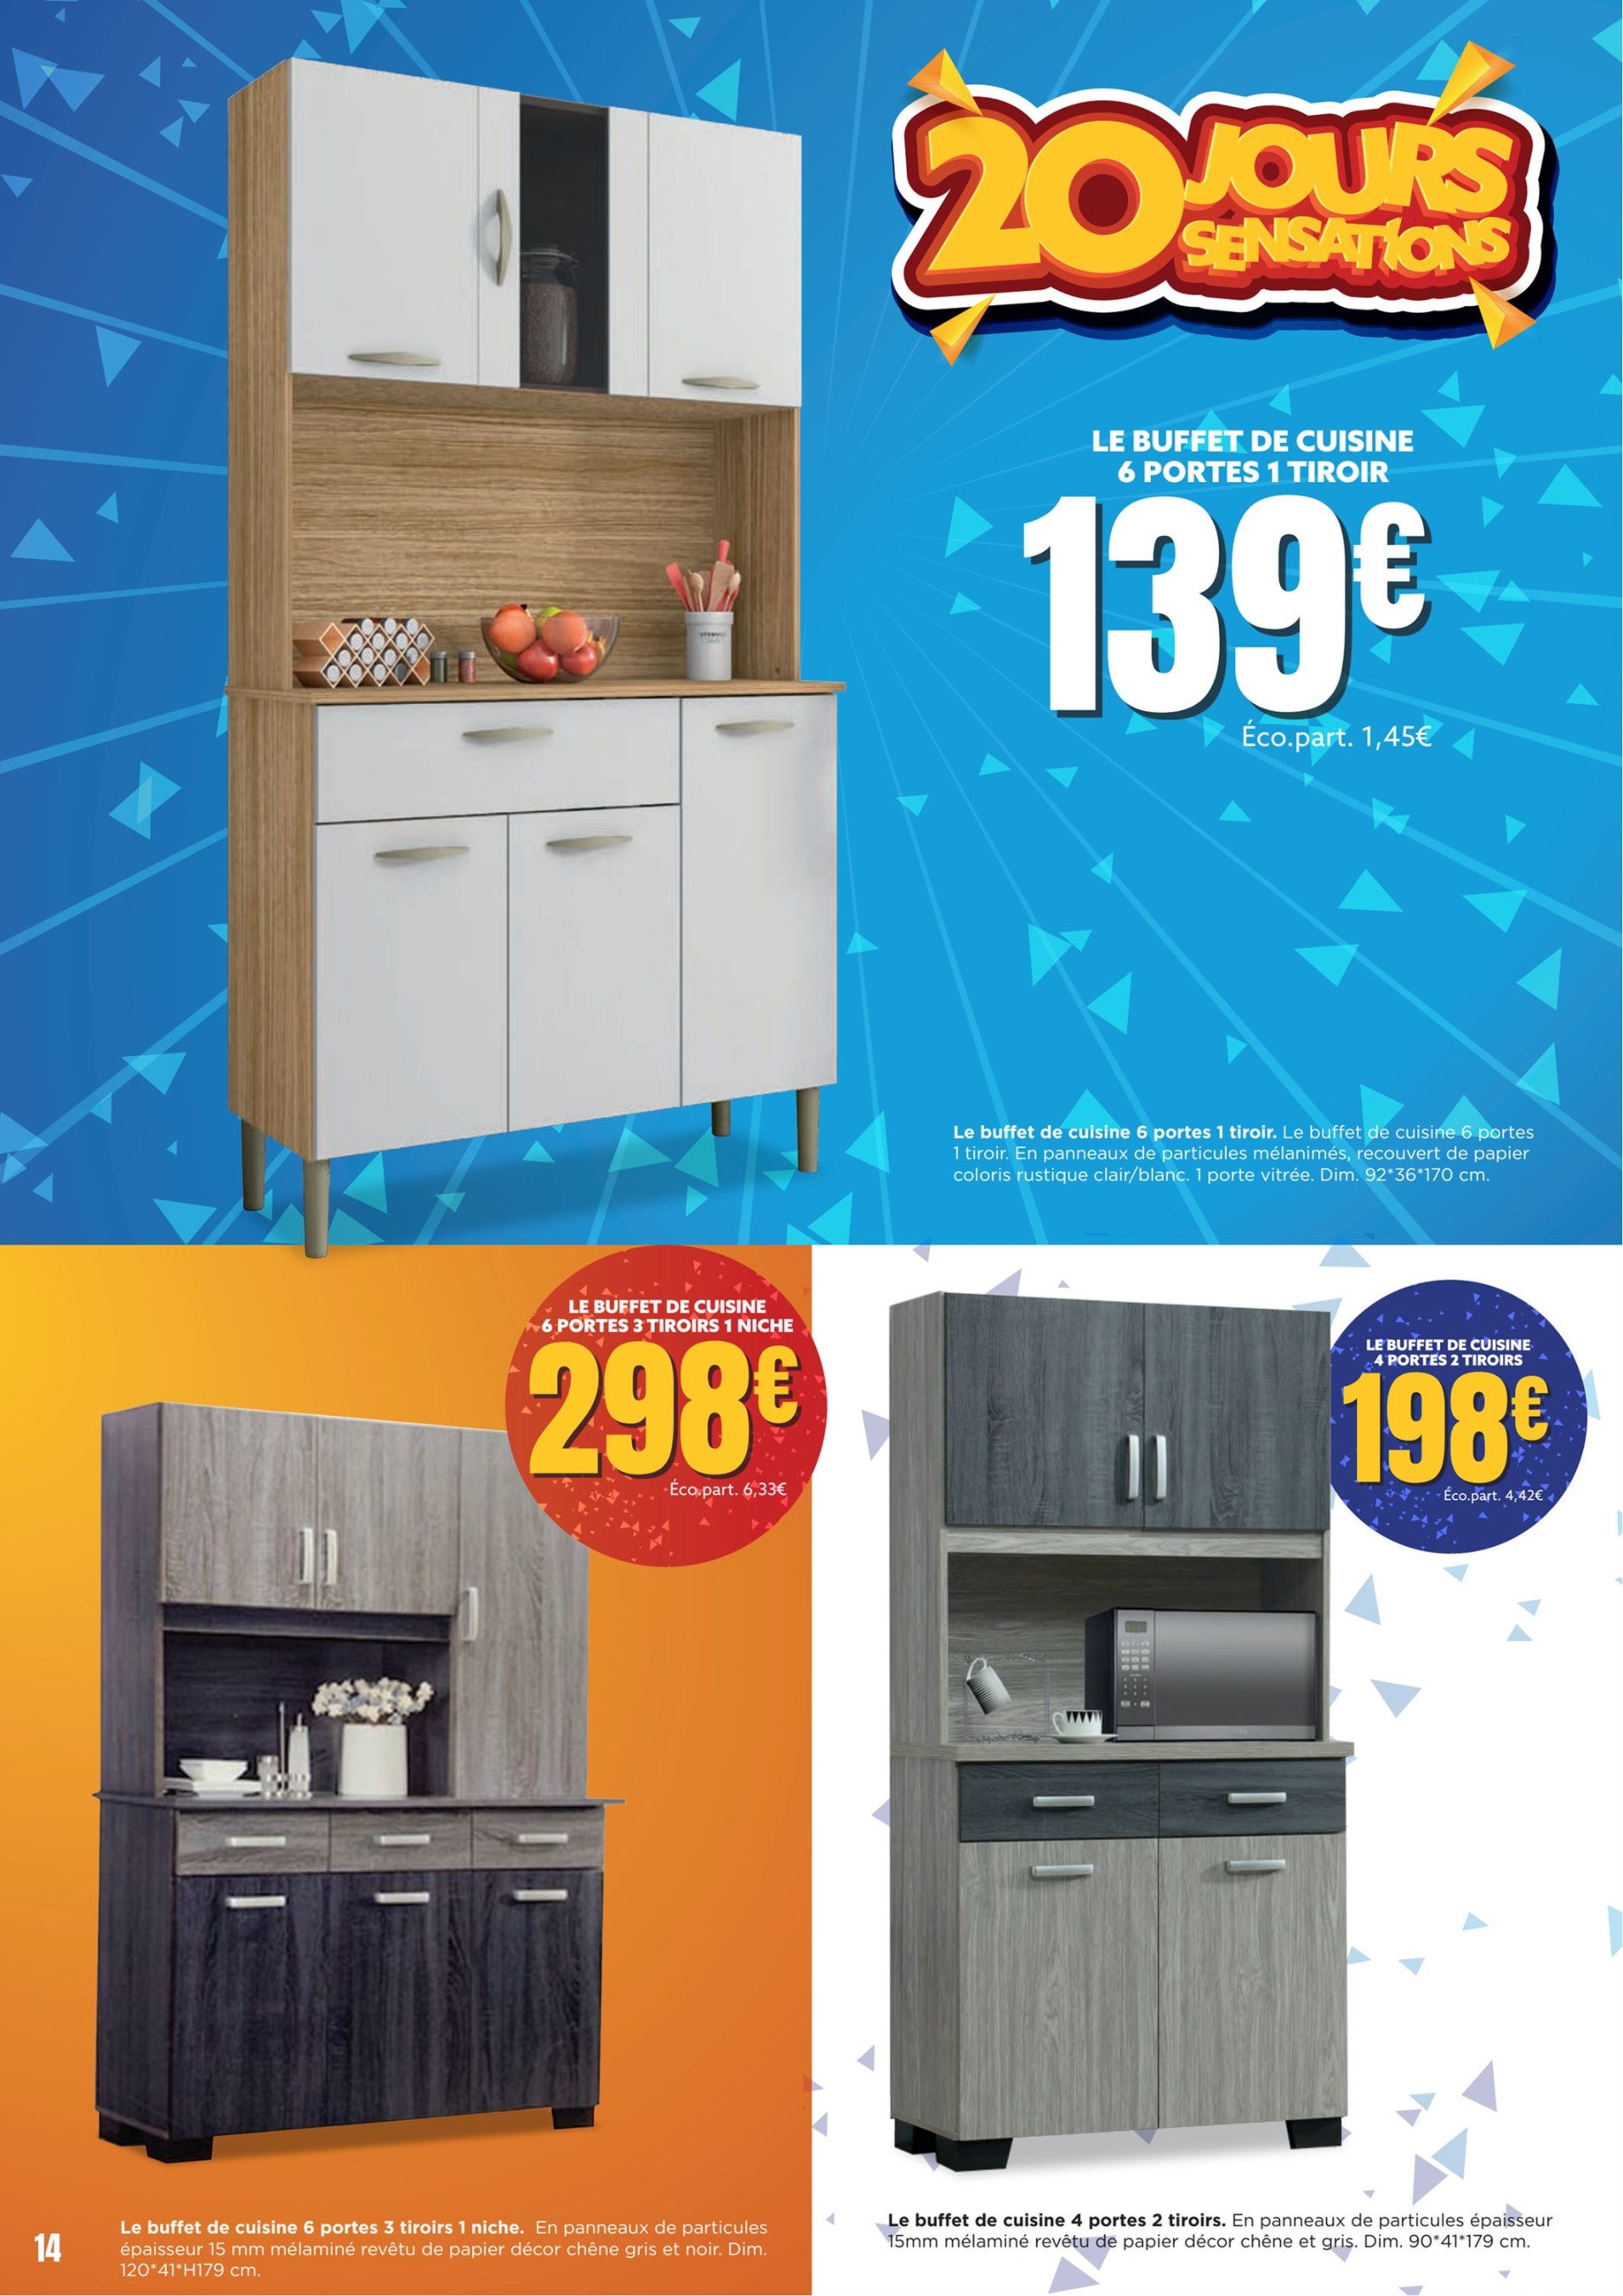 20 JOURS
SENSATIONS
LE BUFFET DE CUISINE
6 PORTES 1 TIROIR
139€
Éco.part. 1,45€
Le buffet de cuisine 6 portes 1 tiroir. Le buffet de cuisine 6 portes
1 tiroir. En panneaux de particules mélanimés, recouvert de papier
coloris rustique clair/blanc. 1 porte vitrée. Dim. 92*36*170 cm.
LE BUFFET DE CUISINE
6 PORTES 3 TIROIRS 1 NICHE
298€
Éco.part. 6,33€
LE BUFFET DE CUISINE
4 PORTES 2 TIROIRS
198€
Éco.part. 4,42€
14
Le buffet de cuisine 6 portes 3 tiroirs 1 niche. En panneaux de particules
épaisseur 15 mm mélaminé revêtu de papier décor chêne gris et noir. Dim.
120*41*H179 cm.
Le buffet de cuisine 4 portes 2 tiroirs. En panneaux de particules épaisseur
15mm mélaminé revêtu de papier décor chêne et gris. Dim. 90*41*179 cm.